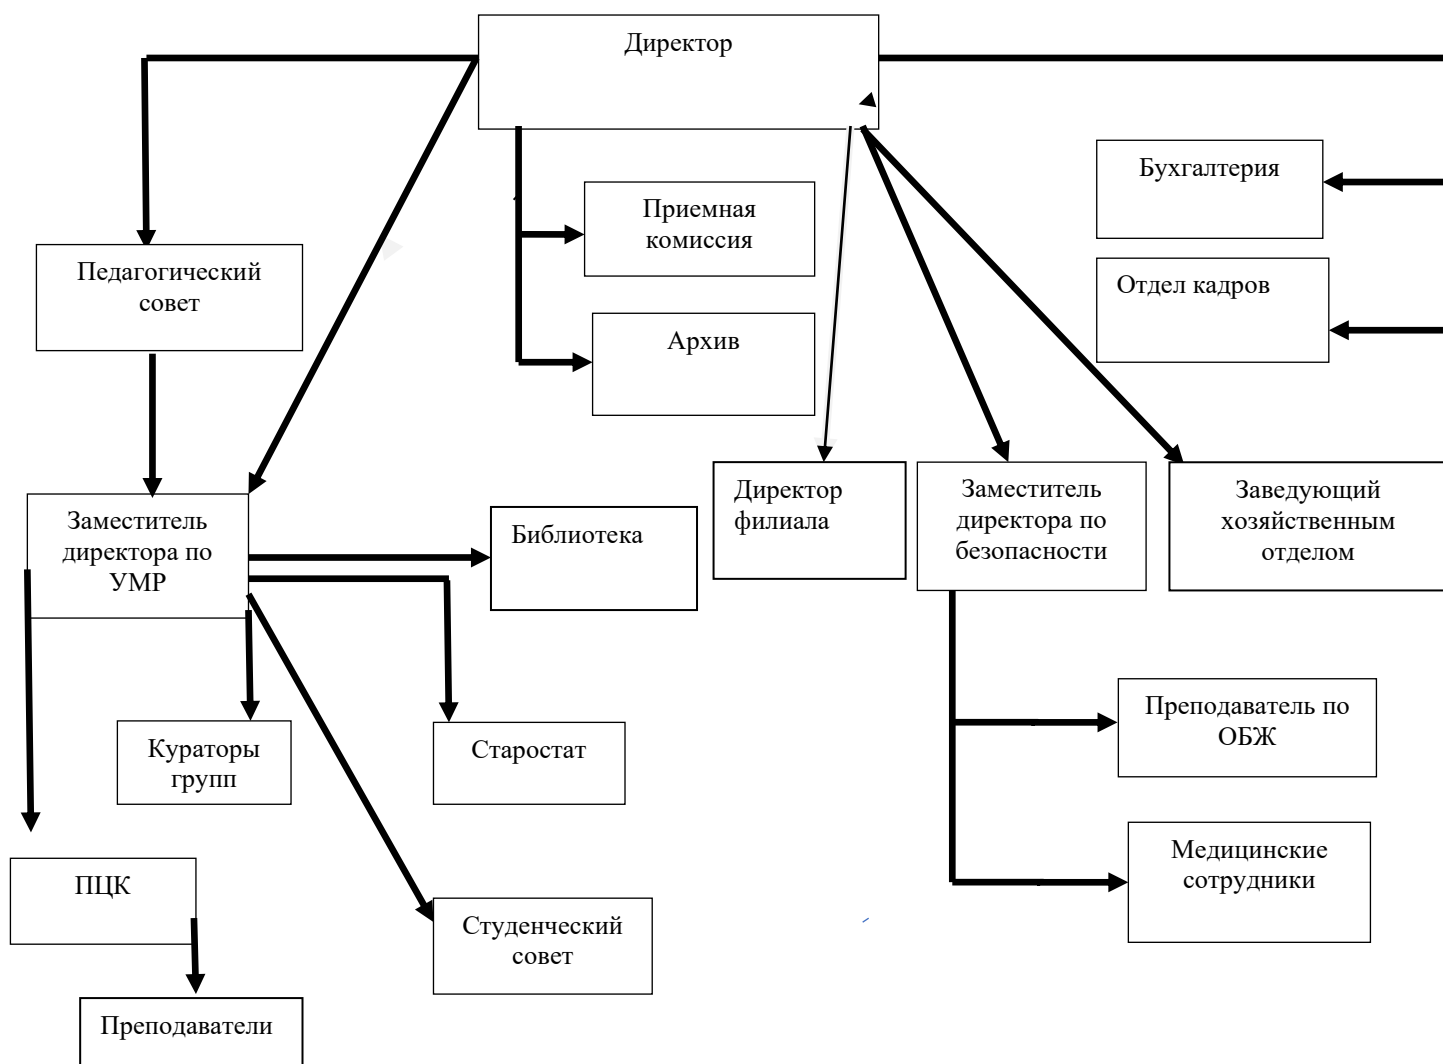 Директор
Бухгалтерия
Приемная
комиссия
Педагогический
совет
Отдел кадров
Архив
Директор
филиала
Заместитель
директора по
безопасности
Заведующий
хозяйственным
отделом
Заместитель
директора по
УМР
Библиотека
Преподаватель по
ОБЖ
Кураторы
групп
Старостат
Медицинские
сотрудники
ПЦК
Студенческий
совет
Преподаватели